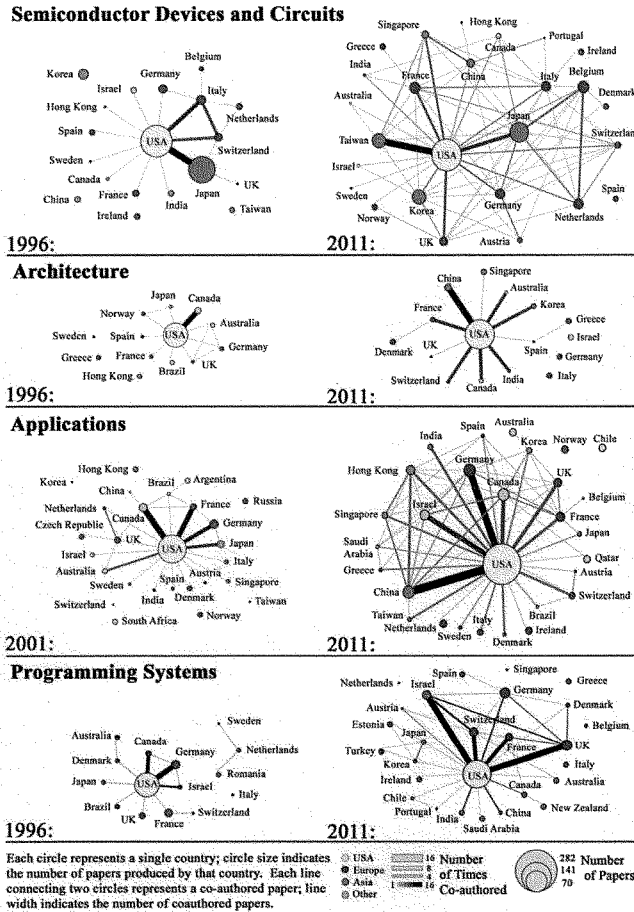 Semiconductor Devices and Circuits
Belgium
Korea
Germany
Israel
Italy
Hong Kong
Netherlands
Spain
USA
Switzerland
Sweden
Japan
UK
Canada
China
France
India
Taiwan
Ireland
1996:
Singapore
Hong Kong
Canada
Portugal
Greece
Ireland
India
China
Italy
Belgium
France
Australia
Denmark
Japan
Taiwan
USA
Switzerland
Israel
Spain
Sweden
Korea
Germany
Netherlands
Norway
UK
Austria
2011:
Architecture
Japan
Canada
Norway
USA
Australia
Sweden
Spain
Greece
France
Germany
Hong Kong
Brazil
UK
1996:
China
Singapore
Australia
France
Korea
USA
Greece
Denmark
UK
Spain
Israel
Germany
Switzerland
Canada
India
Italy
2011:
Applications
Hong Kong
Korea
China
Brazil
Argentina
Netherlands
Canada
France
Russia
Czech Republic
UK
Germany
USA
Japan
Israel
Italy
Australia
Sweden
India
Spain
Austria
Denmark
Singapore
Switzerland
Taiwan
South Africa
Norway
2001:
Spain
Australia
India
Korea
Norway
Chile
Hong Kong
Germany
Canada
UK
Israel
Belgium
Singapore
France
Japan
Saudi
Arabia
USA
Qatar
Greece
Austria
China
Switzerland
Taiwan
Brazil
Netherlands
Sweden
Italy
Denmark
Ireland
2011:
Programming Systems
Sweden
Australia
Canada
Germany
Netherlands
Denmark
USA
Romania
Japan
Israel
Italy
Brazil
UK
France
Switzerland
1996:
Netherlands
Israel
Spain
Singapore
Germany
Greece
Austria
Switzerland
Denmark
Estonia
Japan
France
Belgium
Turkey
UK
Korea
USA
Italy
Ireland
Australia
Chile
Canada
Portugal
India
China
New Zealand
Saudi Arabia
2011:
Each circle represents a single country; circle size indicates
the number of papers produced by that country. Each line
connecting two circles represents a co-authored paper; line
width indicates the number of coauthored papers.
USA
Europe
Asia
Other
16
8
4
1
16
Number
of Times
Co-authored
282
141
70
Number
of Papers